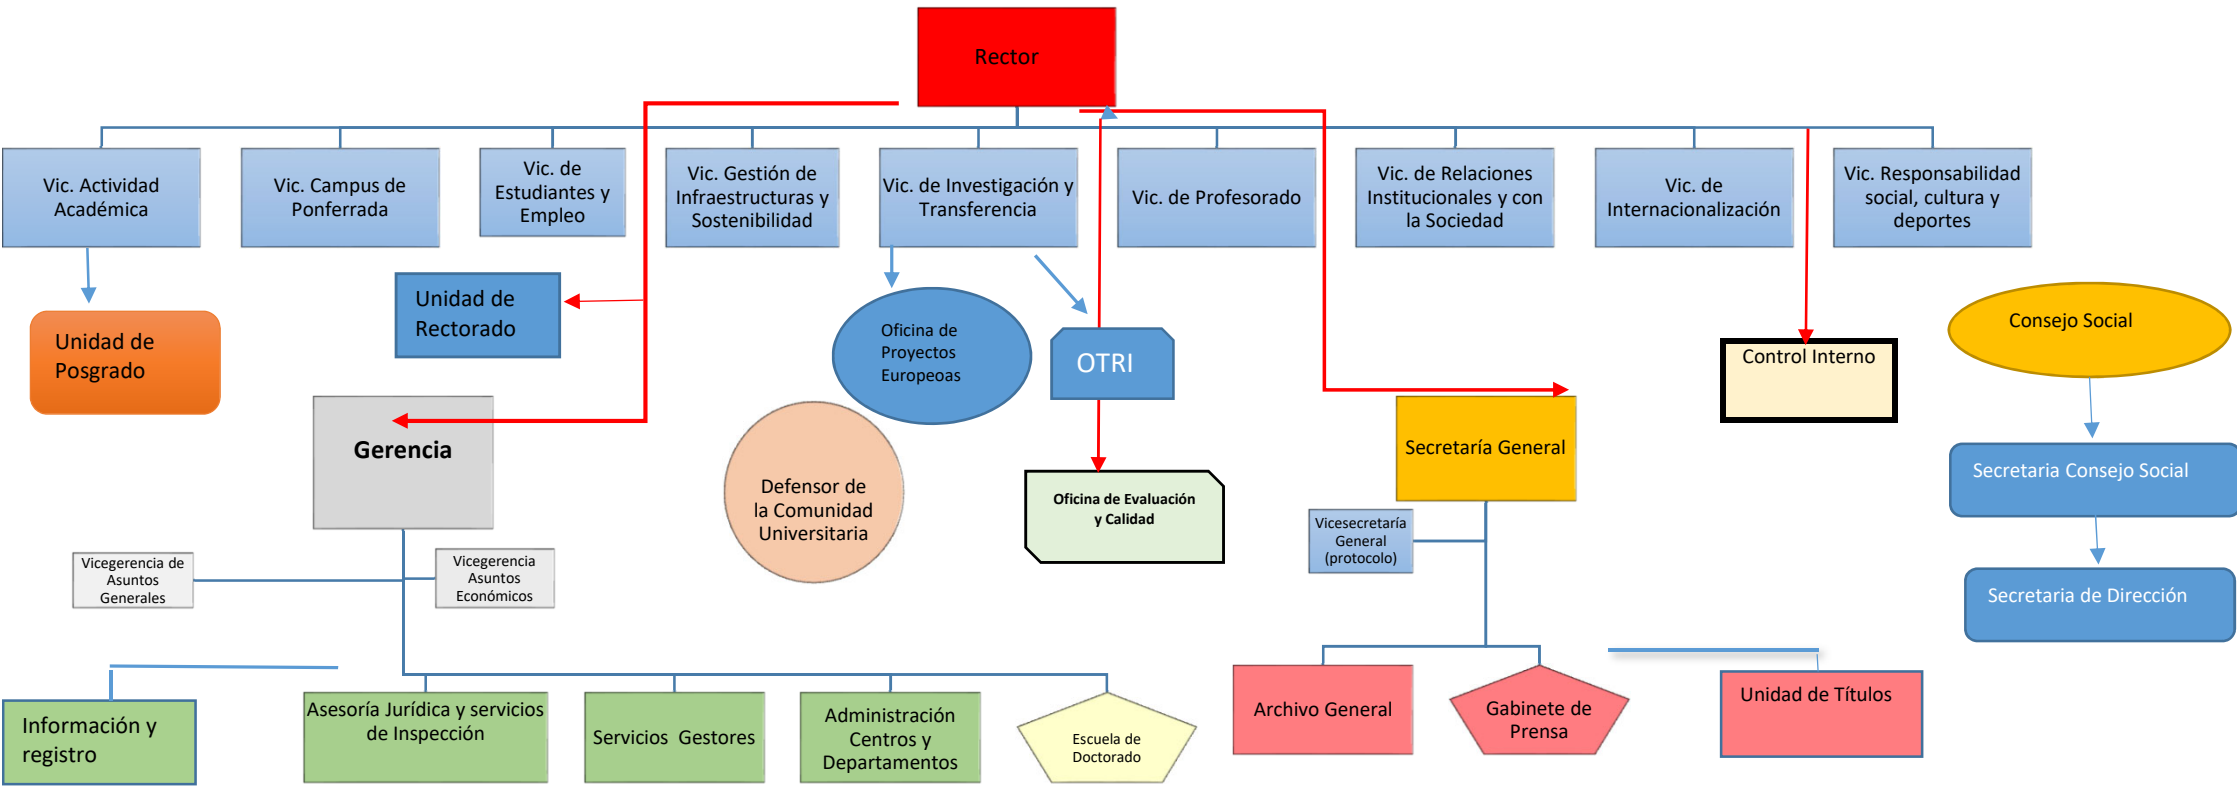 Rector
Vic. Actividad
Académica
Vic. Campus de
Ponferrada
Vic. de
Estudiantes y
Empleo
Vic. Gestión de
Infraestructuras y
Sostenibilidad
Vic. de Investigación y
Transferencia
Vic. de Profesorado
Vic. de Relaciones
Institucionales y con
la Sociedad
Vic. de
Internacionalización
Vic. Responsabilidad
social, cultura y
deportes
Unidad de
Posgrado
Unidad de
Rectorado
Oficina de
Proyectos
Europeoas
OTRI
Control Interno
Consejo Social
Gerencia
Defensor de
la Comunidad
Universitaria
Oficina de Evaluación
y Calidad
Secretaría General
Secretaria Consejo Social
Vicegerencia de
Asuntos
Generales
Vicegerencia
Asuntos
Económicos
Vicesecretaría
General
(protocolo)
Secretaria de Dirección
Información y
registro
Asesoría Jurídica y servicios
de Inspección
Servicios Gestores
Administración
Centros y
Departamentos
Escuela de
Doctorado
Archivo General
Gabinete de
Prensa
Unidad de Títulos